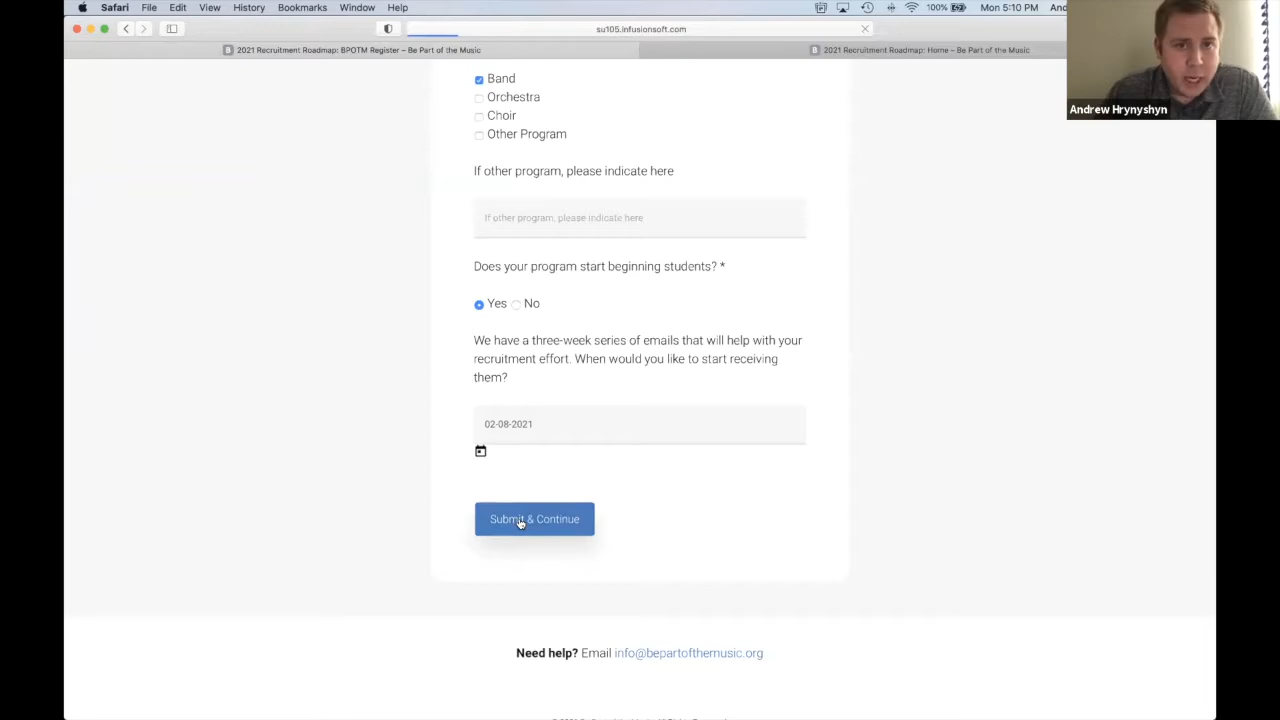 Safari File Edit View History Bookmarks Window Help 100% Mon 5:10 PM
su105.infusionsoft.com
2021 Recruitment Roadmap: BPOTM Register – Be Part of the Music
2021 Recruitment Roadmap: Home – Be Part of the Music
Andrew Hrynyshyn
Band
Orchestra
Choir
Other Program
If other program, please indicate here
If other program, please indicate here
Does your program start beginning students? *
Yes No
We have a three-week series of emails that will help with your
recruitment effort. When would you like to start receiving
them?
02-08-2021
Submit & Continue
Need help? Email info@bepartofthemusic.org